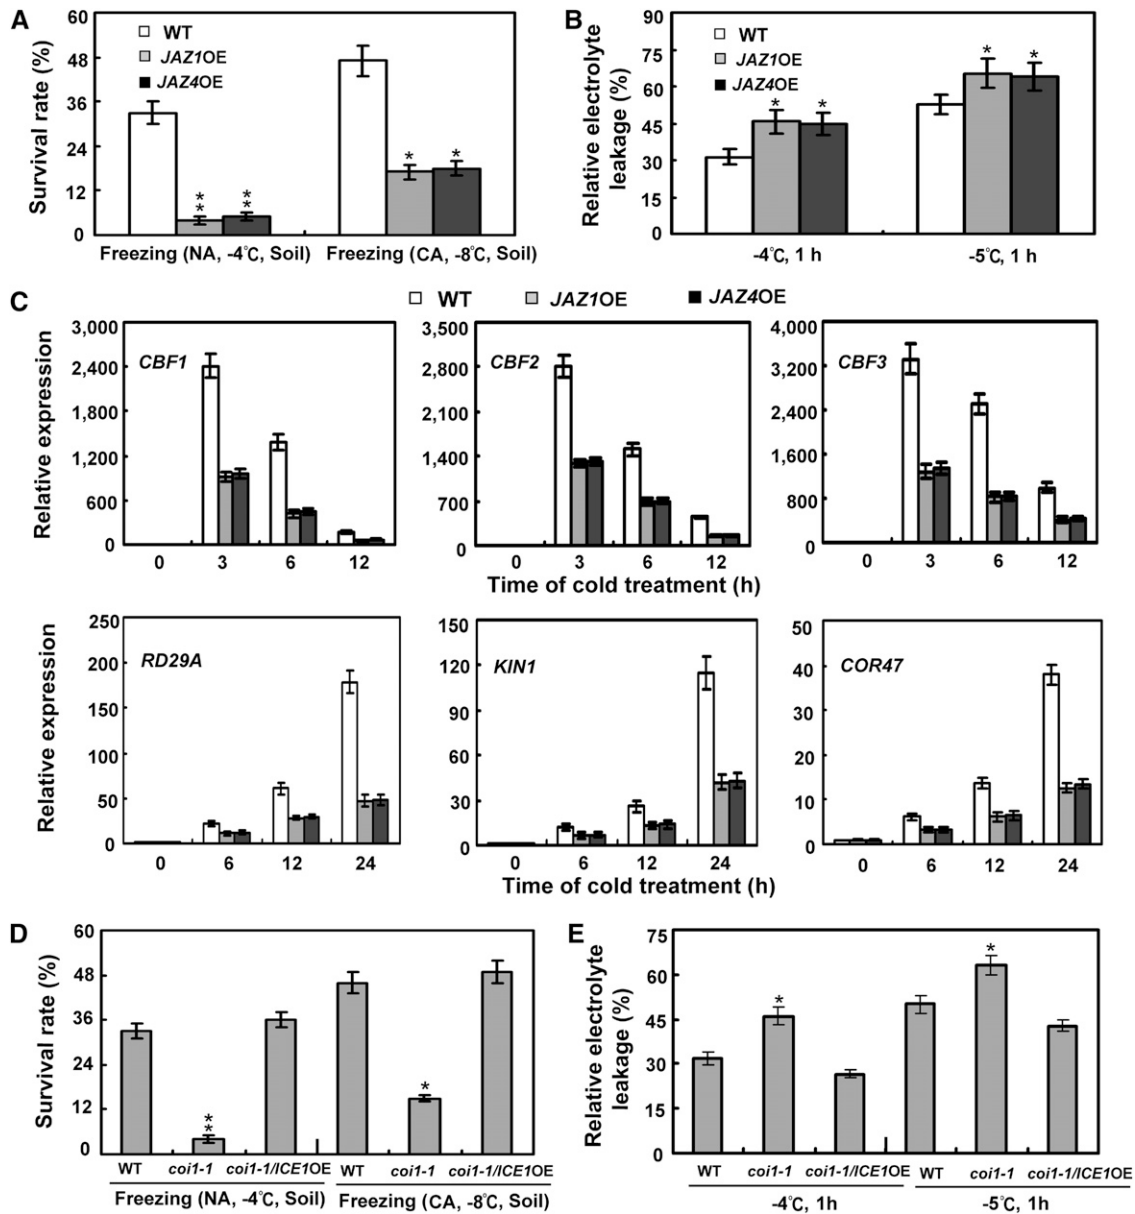 A
Survival rate (%)
60
48
36
24
12
0
WT
JAZ1OE
JAZ4OE
**
**
*
*
Freezing (NA, -4°C, Soil)
Freezing (CA, -8°C, Soil)
B
Relative electrolyte
leakage (%)
90
75
60
45
30
15
0
WT
JAZ1OE
JAZ4OE
*
*
*
*
-4°C, 1 h
-5°C, 1 h
C
WT
JAZ1OE
JAZ4OE
Relative expression
3,000
2,400
1,800
1,200
600
0
CBF1
0 3 6 12
3,500
2,800
2,100
1,400
700
0
CBF2
0 3 6 12
4,000
3,200
2,400
1,600
800
0
CBF3
0 3 6 12
Time of cold treatment (h)
Relative expression
250
200
150
100
50
0
RD29A
0 6 12 24
150
120
90
60
30
0
KIN1
0 6 12 24
50
40
30
20
10
0
COR47
0 6 12 24
Time of cold treatment (h)
D
Survival rate (%)
60
48
36
24
12
0
**
*
WT coi1-1 coi1-1/ICE1OE WT coi1-1 coi1-1/ICE1OE
Freezing (NA, -4°C, Soil)
Freezing (CA, -8°C, Soil)
E
Relative electrolyte
leakage (%)
75
60
45
30
15
0
*
*
WT coi1-1 coi1-1/ICE1OE WT coi1-1 coi1-1/ICE1OE
-4°C, 1h
-5°C, 1h